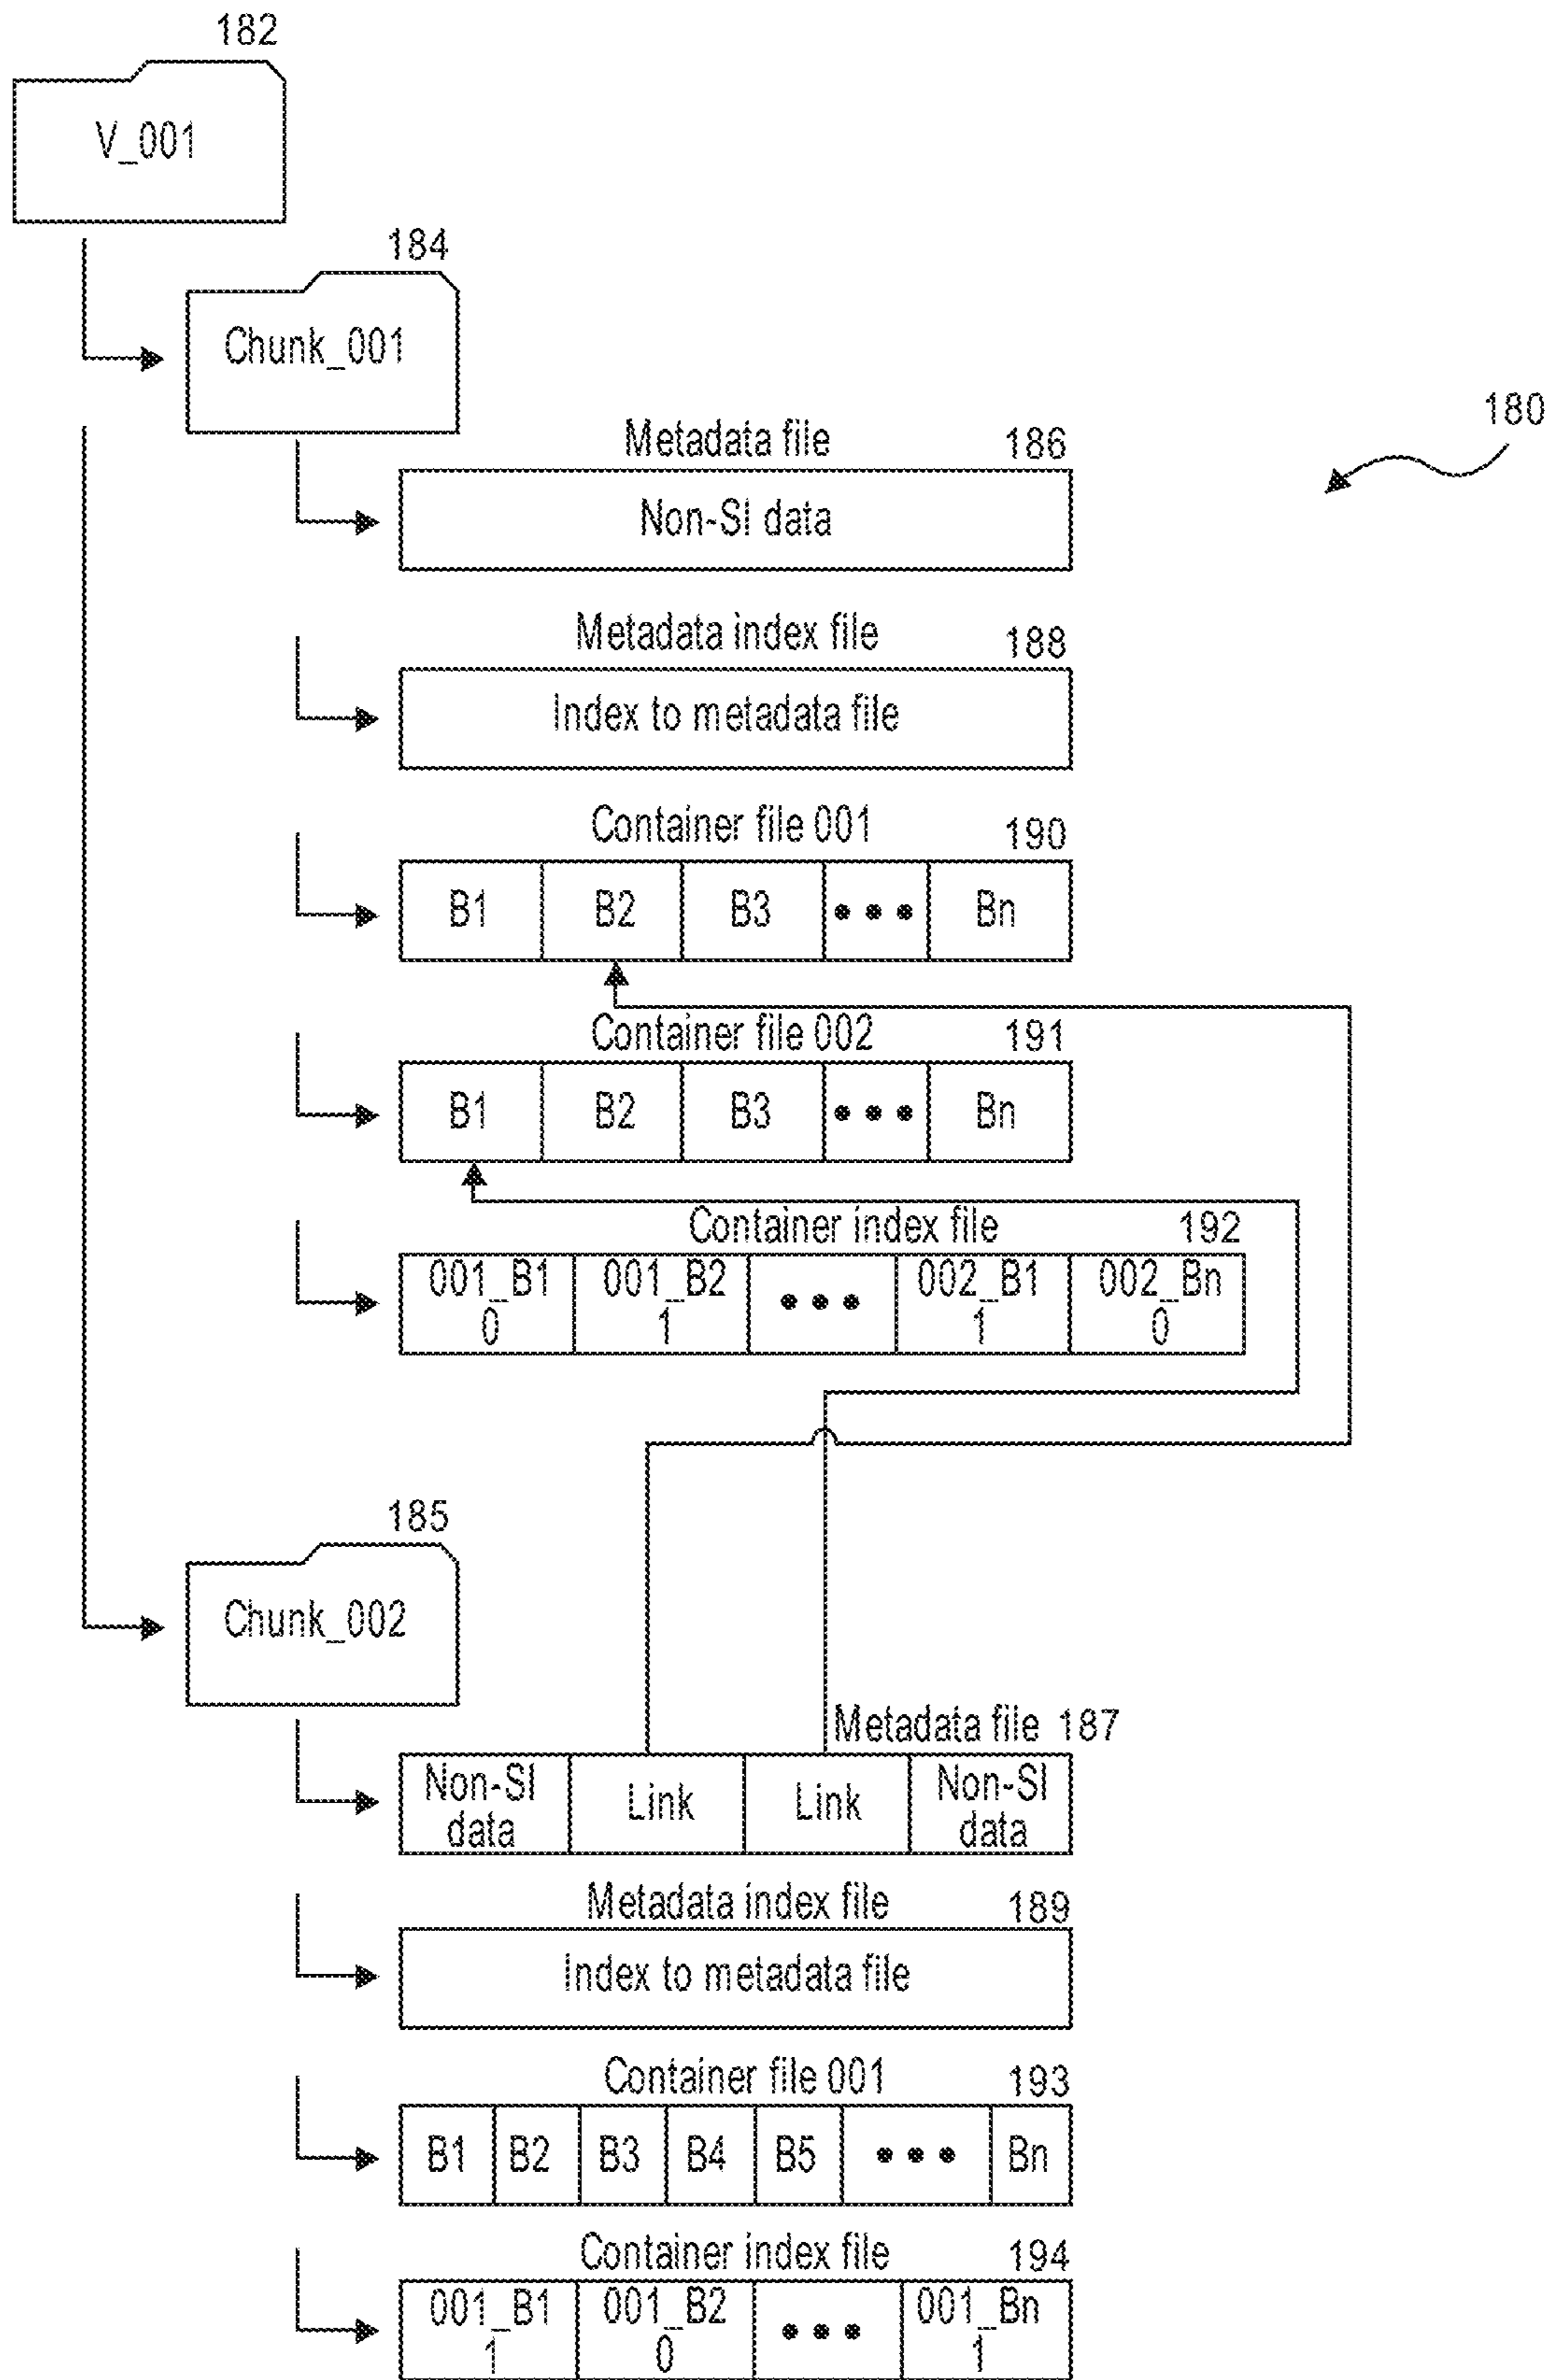 182
V_001
184
Chunk_001
180
Metadata file 186
Non-SI data
Metadata index file 188
Index to metadata file
Container file 001 190
B1 B2 B3 ••• Bn
Container file 002 191
B1 B2 B3 ••• Bn
Container index file 192
001_B1 001_B2 ••• 002_B1 002_Bn
0 1 1 0
185
Chunk_002
Metadata file 187
Non-SI Link Link Non-SI
data data
Metadata index file 189
Index to metadata file
Container file 001 193
B1 B2 B3 B4 B5 ••• Bn
Container index file 194
001_B1 001_B2 ••• 001_Bn
1 0 1